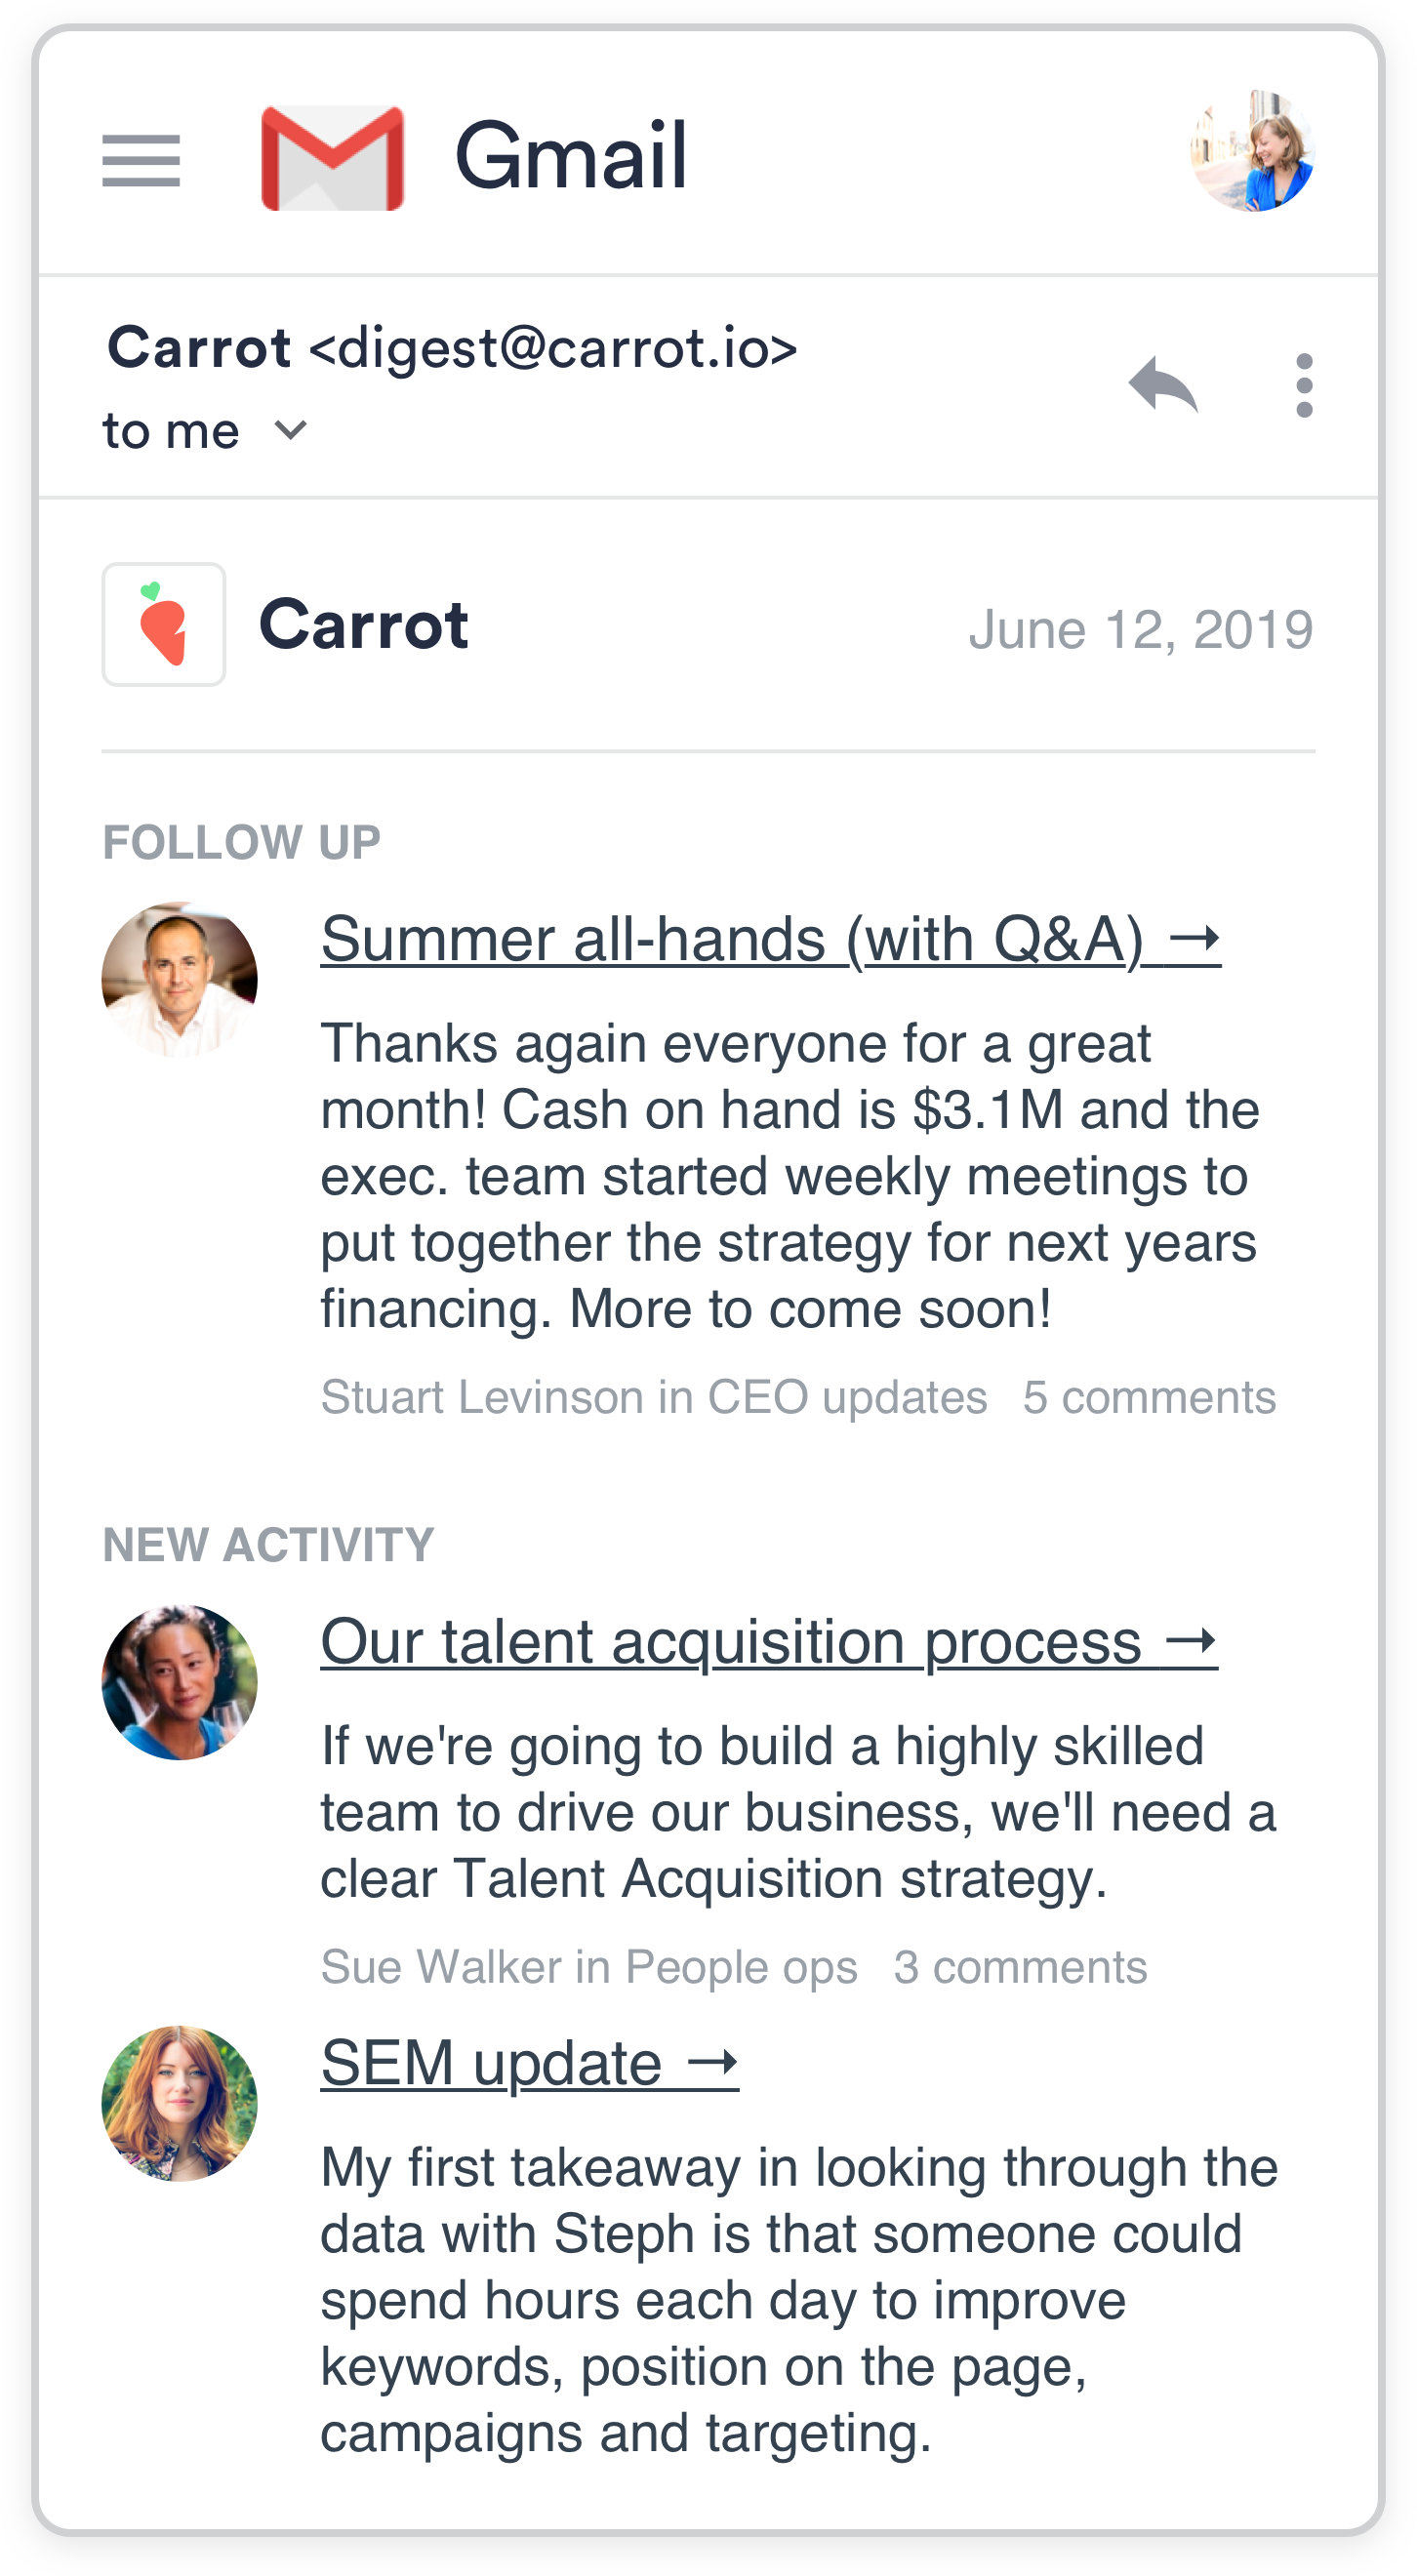 Gmail
Carrot <digest@carrot.io>
to me
Carrot
June 12, 2019
FOLLOW UP
Summer all-hands (with Q&A) →
Thanks again everyone for a great
month! Cash on hand is $3.1M and the
exec. team started weekly meetings to
put together the strategy for next years
financing. More to come soon!
Stuart Levinson in CEO updates 5 comments
NEW ACTIVITY
Our talent acquisition process →
If we're going to build a highly skilled
team to drive our business, we'll need a
clear Talent Acquisition strategy.
Sue Walker in People ops 3 comments
SEM update →
My first takeaway in looking through the
data with Steph is that someone could
spend hours each day to improve
keywords, position on the page,
campaigns and targeting.